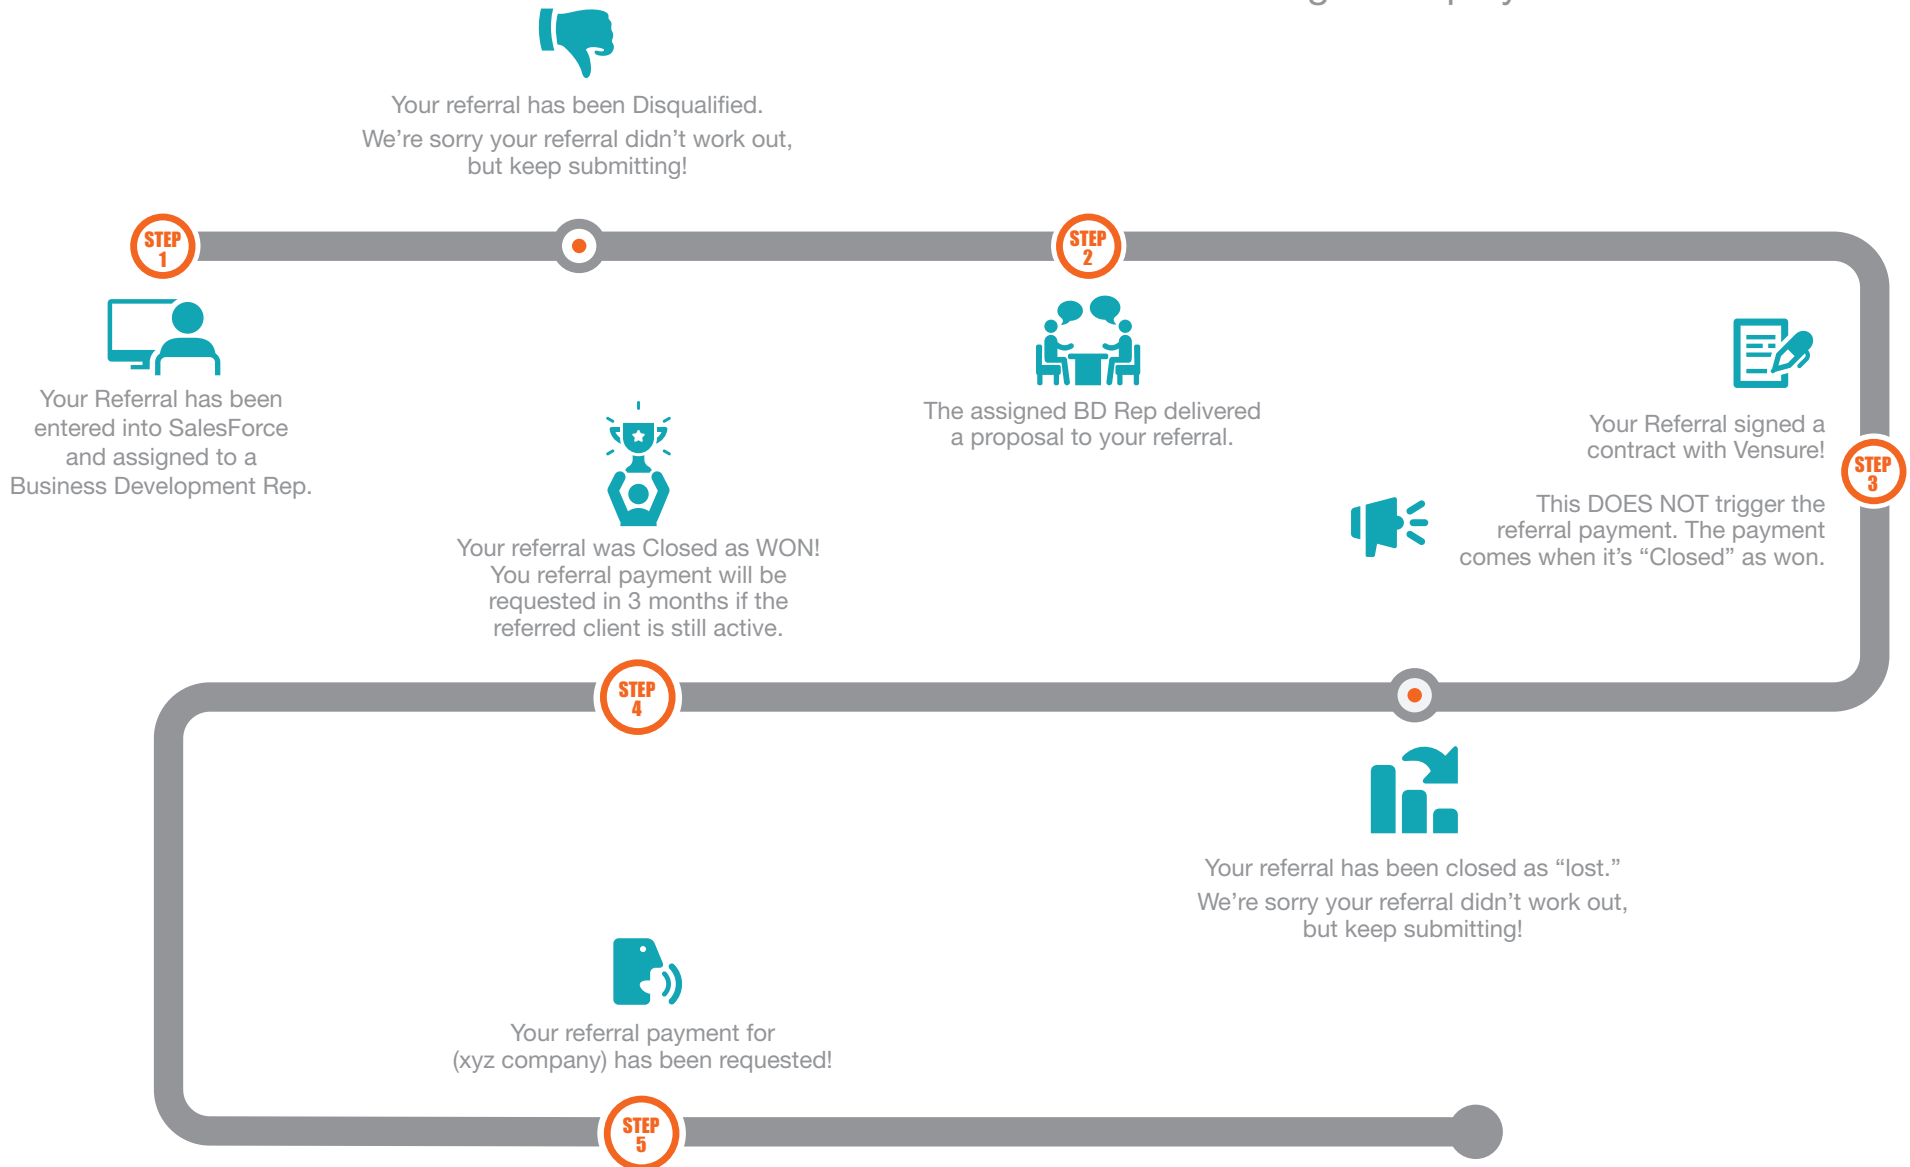 Your referral has been Disqualified.
We’re sorry your referral didn’t work out,
but keep submitting!
STEP
1
STEP
2
Your Referral has been
entered into SalesForce
and assigned to a
Business Development Rep.
The assigned BD Rep delivered
a proposal to your referral.
Your Referral signed a
contract with Vensure!
STEP
3
This DOES NOT trigger the
referral payment. The payment
comes when it’s “Closed” as won.
Your referral was Closed as WON!
You referral payment will be
requested in 3 months if the
referred client is still active.
STEP
4
Your referral has been closed as “lost.”
We’re sorry your referral didn’t work out,
but keep submitting!
Your referral payment for
(xyz company) has been requested!
STEP
5